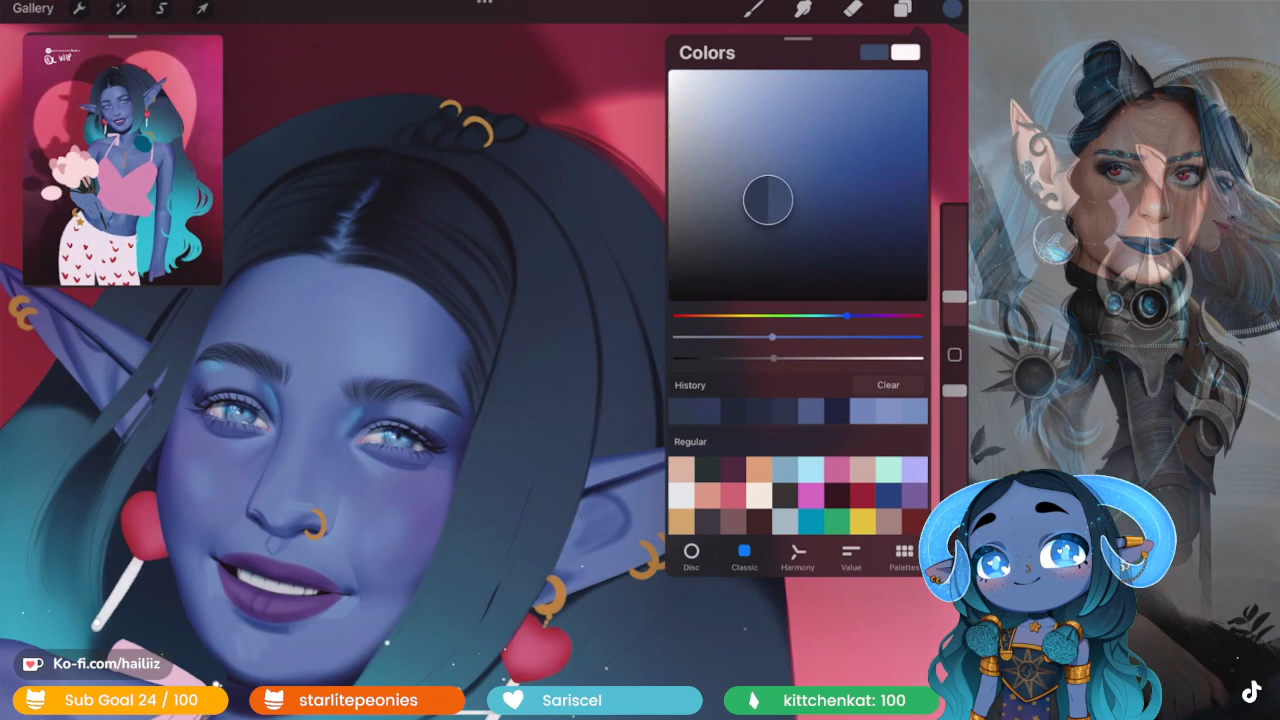 Gallery
WIP
Colors
History
Clear
Regular
Disc
Classic
Harmony
Value
Palettes
Ko-fi.com/hailiiz
Sub Goal 24 / 100
starlitepeonies
Sariscel
kittchenkat: 100